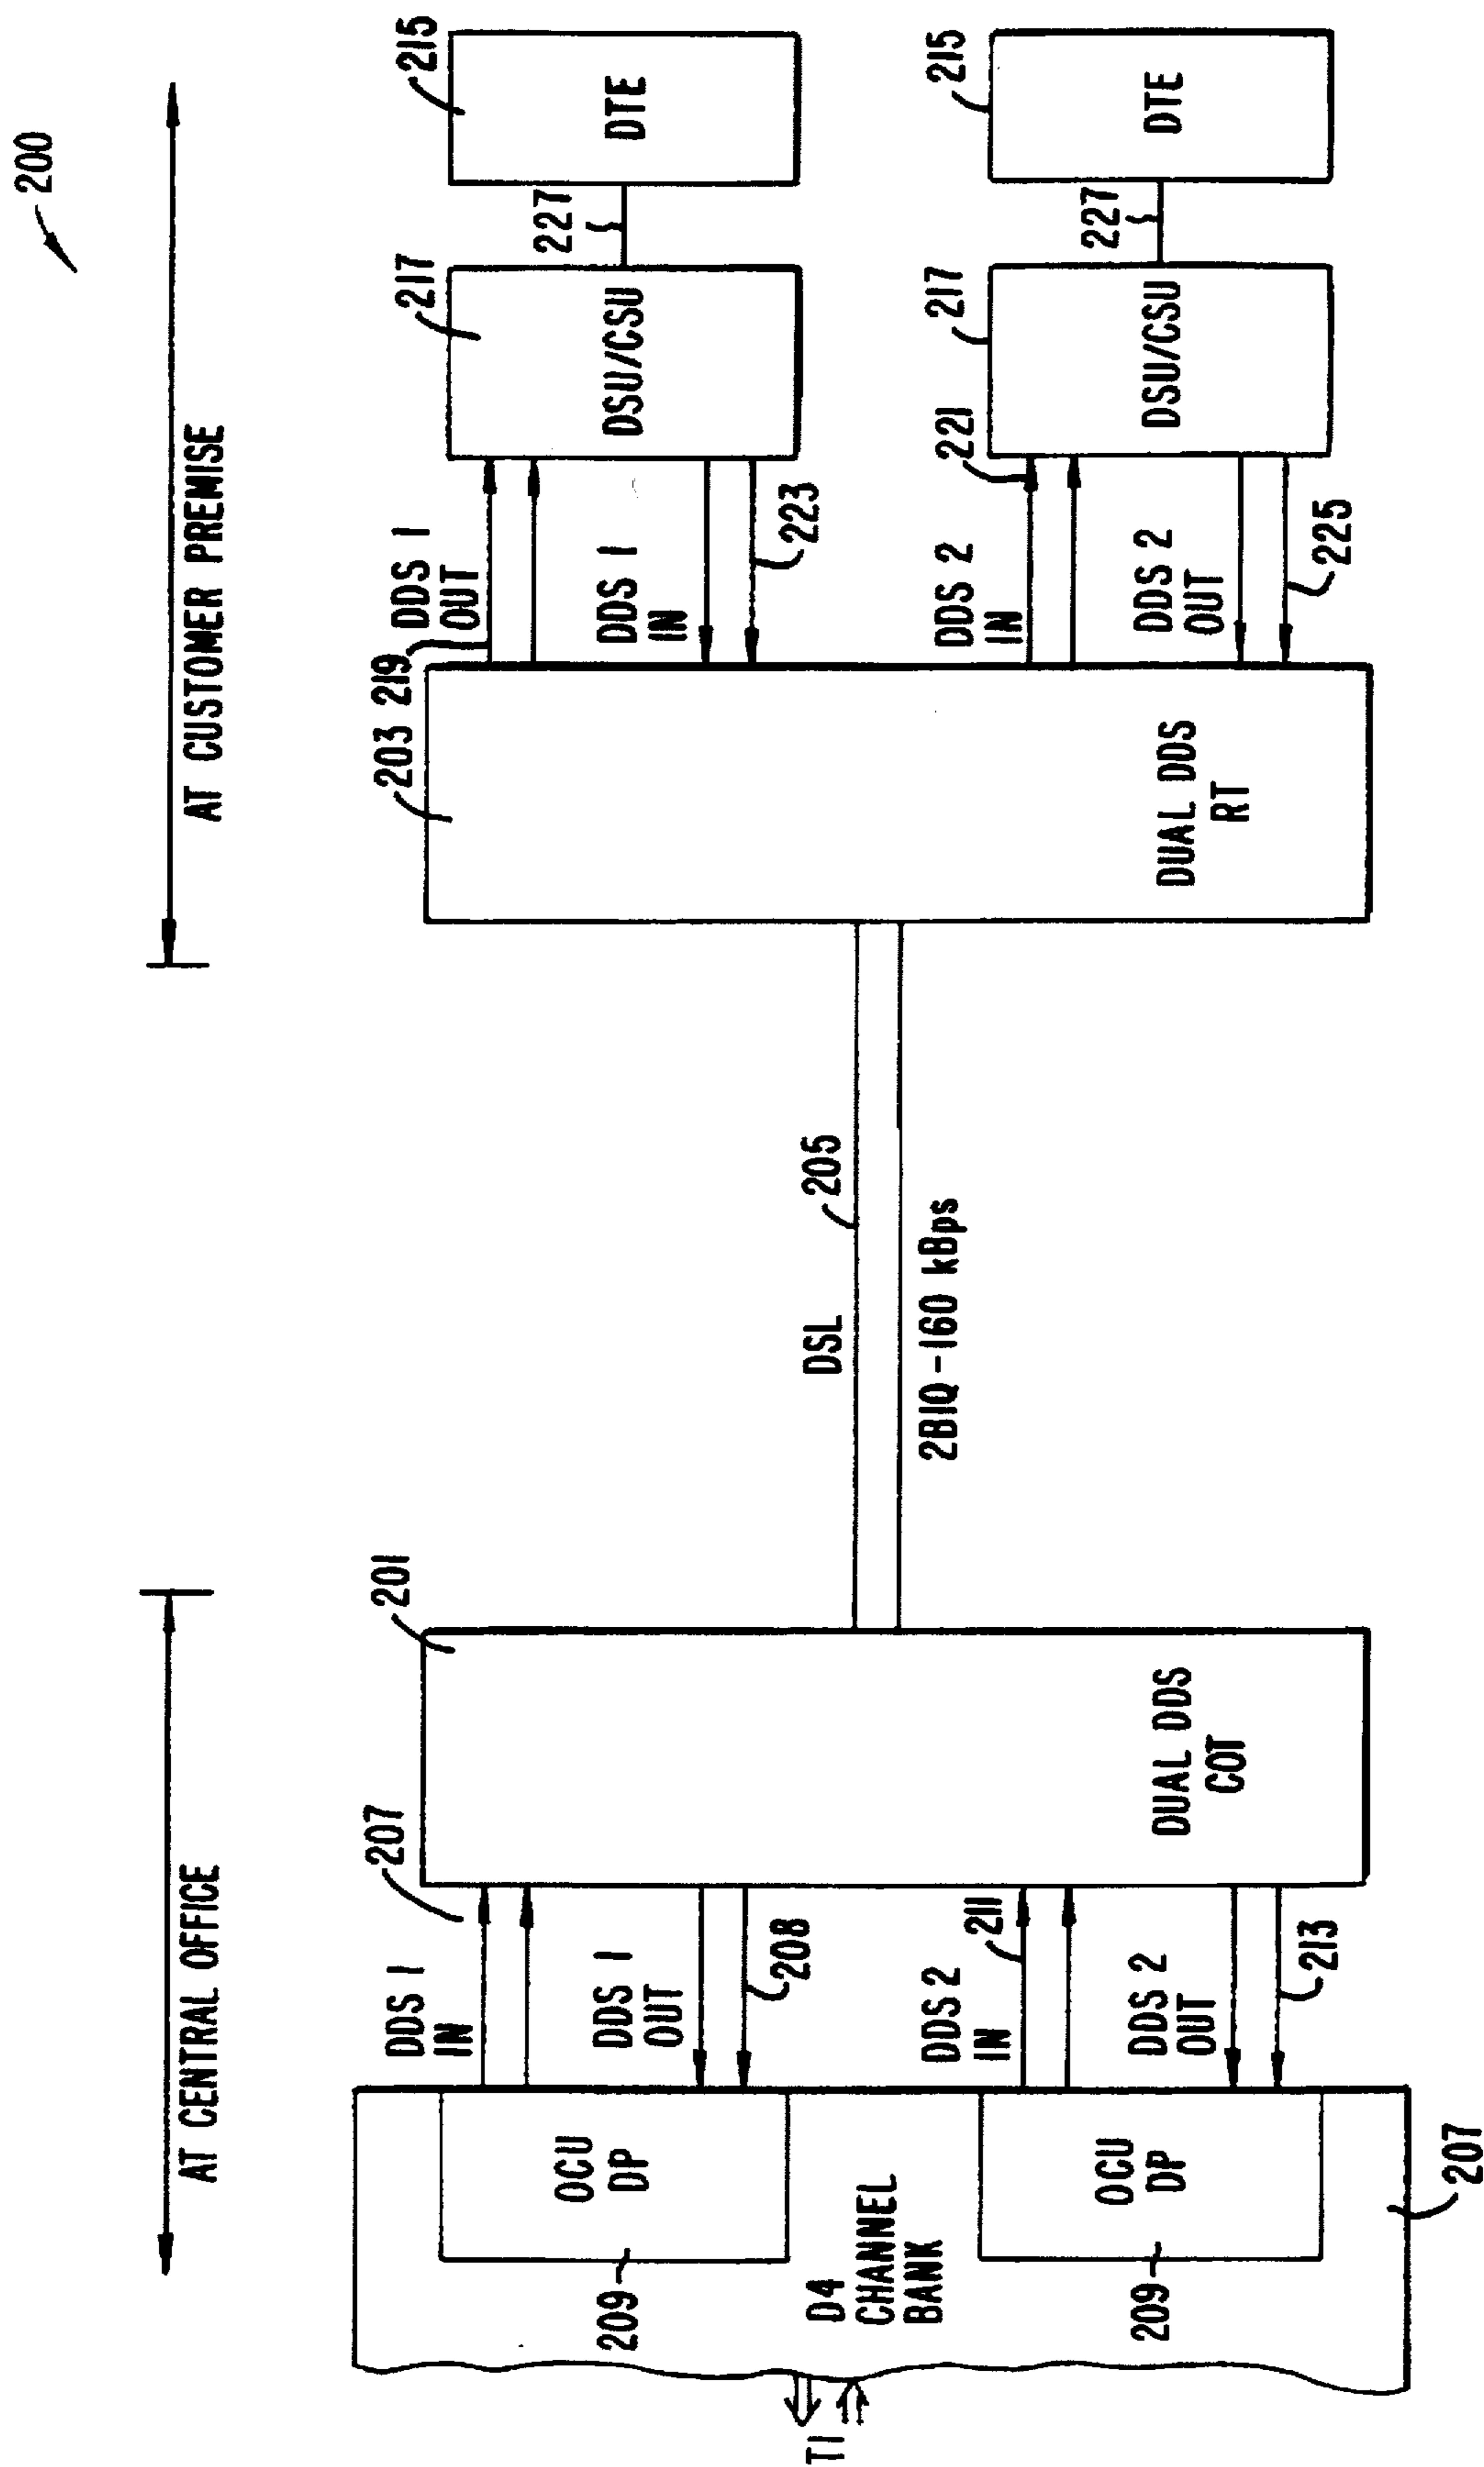 200
AT CENTRAL OFFICE
AT CUSTOMER PREMISE
T1
D4
CHANNEL
BANK
207
209
OCU
DP
209
OCU
DP
DDS 1
IN
207
DDS 1
OUT
208
DDS 2
IN
211
DDS 2
OUT
213
201
DUAL DDS
COT
DSL
205
2B1Q-160 kBps
203
DUAL DDS
RT
219
DDS 1
OUT
DDS 1
IN
223
DDS 2
IN
221
DDS 2
OUT
225
217
DSU/CSU
217
DSU/CSU
227
227
215
DTE
215
DTE